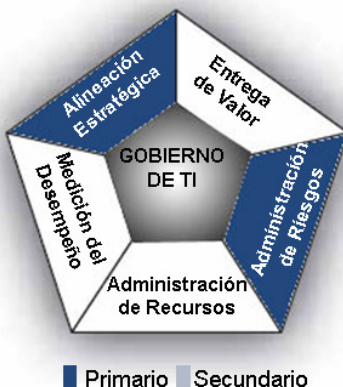 Alineación
Estratégica
Entrega
de Valor
GOBIERNO
DE TI
Medición del
Desempeño
Administración
de Riesgos
Administración
de Recursos
Primario Secundario